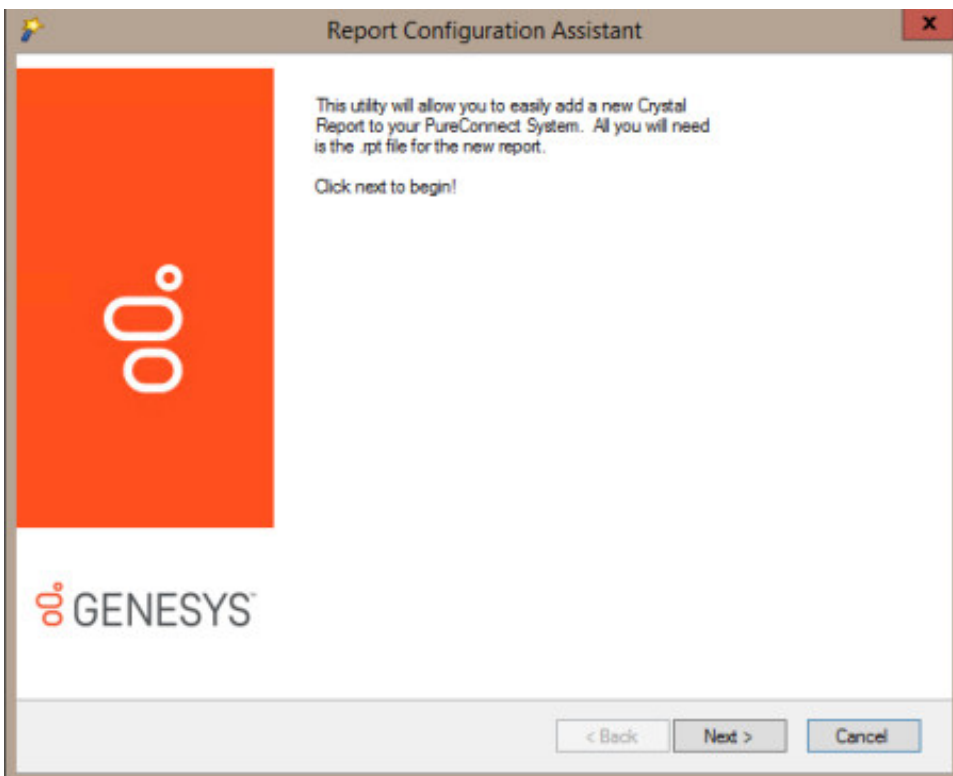 Report Configuration Assistant
x
This utility will allow you to easily add a new Crystal
Report to your PureConnect System. All you will need
is the .rpt file for the new report.
Click next to begin!
GENESYS™
< Back
Next >
Cancel